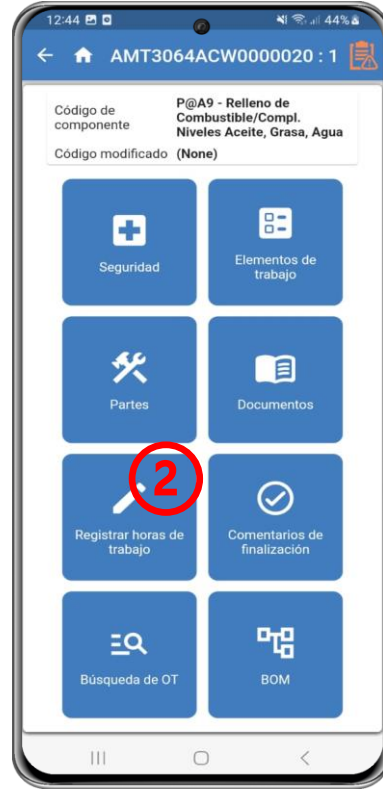 12:44 44%
AMT3064ACW0000020 : 1
Código de
componente
P@A9 - Relleno de
Combustible/Compl.
Niveles Aceite, Grasa, Agua
Código modificado (None)
Seguridad
Elementos de
trabajo
Partes
Documentos
2
Registrar horas de
trabajo
Comentarios de
finalización
Búsqueda de OT
BOM